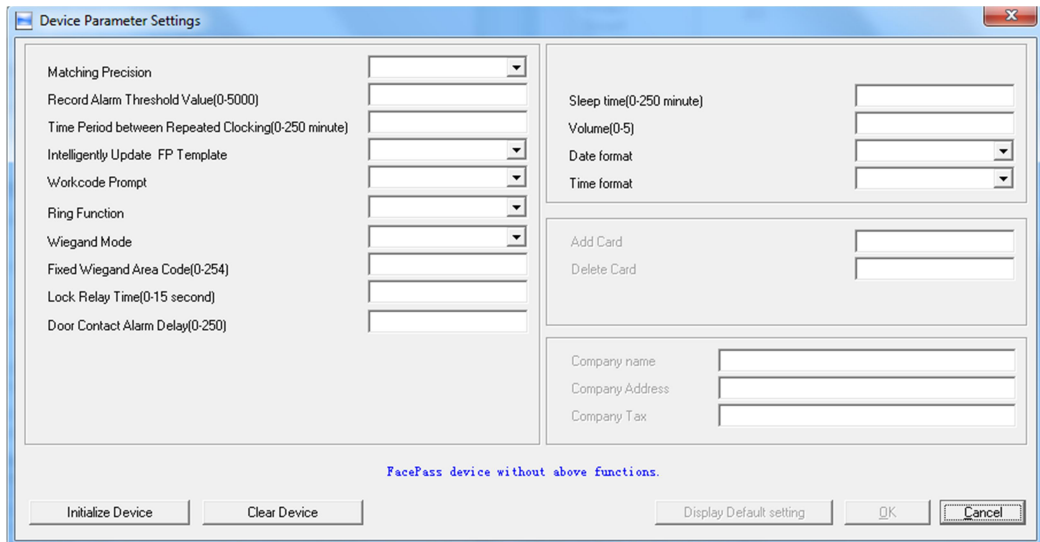 Device Parameter Settings
Matching Precision
Record Alarm Threshold Value(0-5000)
Time Period between Repeated Clocking(0-250 minute)
Intelligently Update  FP Template
Workcode Prompt
Ring Function
Wiegand Mode
Fixed Wiegand Area Code(0-254)
Lock Relay Time(0-15 second)
Door Contact Alarm Delay(0-250)
Sleep time(0-250 minute)
Volume(0-5)
Date format
Time format
Add Card
Delete Card
Company name
Company Address
Company Tax
FacePass device without above functions.
Initialize Device
Clear Device
Display Default setting
OK
Cancel